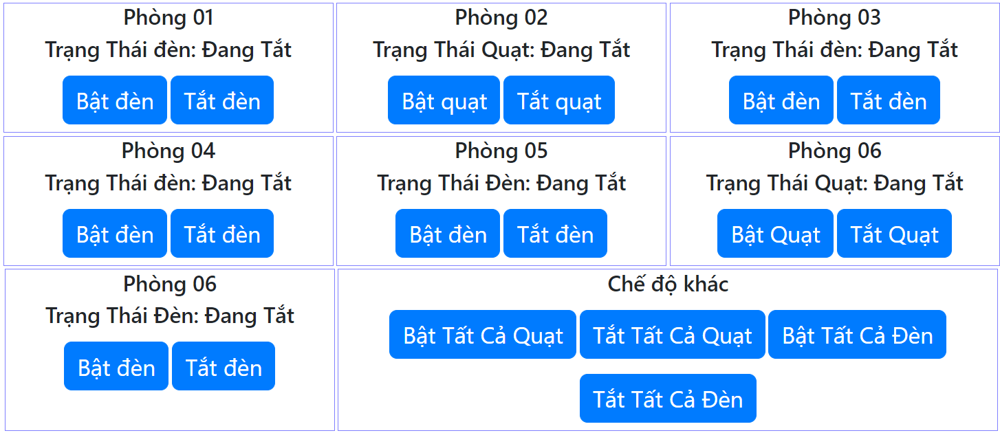 Phòng 01
Trạng Thái đèn: Đang Tắt
Bật đèn Tắt đèn
Phòng 02
Trạng Thái Quạt: Đang Tắt
Bật quạt Tắt quạt
Phòng 03
Trạng Thái đèn: Đang Tắt
Bật đèn Tắt đèn
Phòng 04
Trạng Thái đèn: Đang Tắt
Bật đèn Tắt đèn
Phòng 05
Trạng Thái Đèn: Đang Tắt
Bật đèn Tắt đèn
Phòng 06
Trạng Thái Quạt: Đang Tắt
Bật Quạt Tắt Quạt
Phòng 06
Trạng Thái Đèn: Đang Tắt
Bật đèn Tắt đèn
Chế độ khác
Bật Tất Cả Quạt Tắt Tất Cả Quạt Bật Tất Cả Đèn
Tắt Tất Cả Đèn